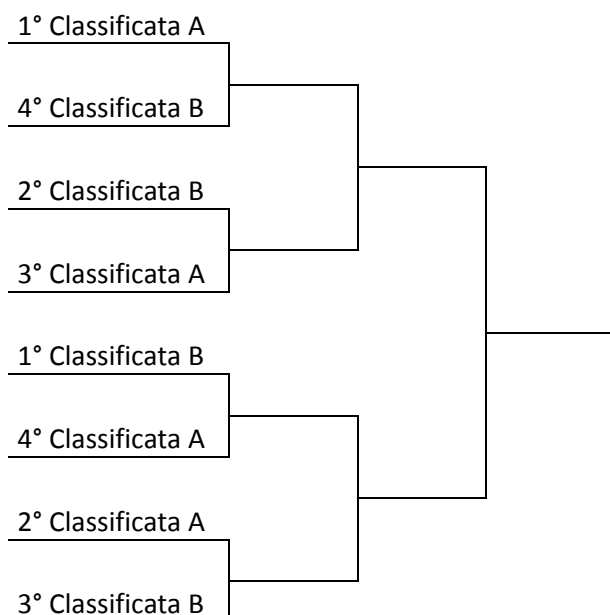 1° Classificata A
4° Classificata B
2° Classificata B
3° Classificata A
1° Classificata B
4° Classificata A
2° Classificata A
3° Classificata B